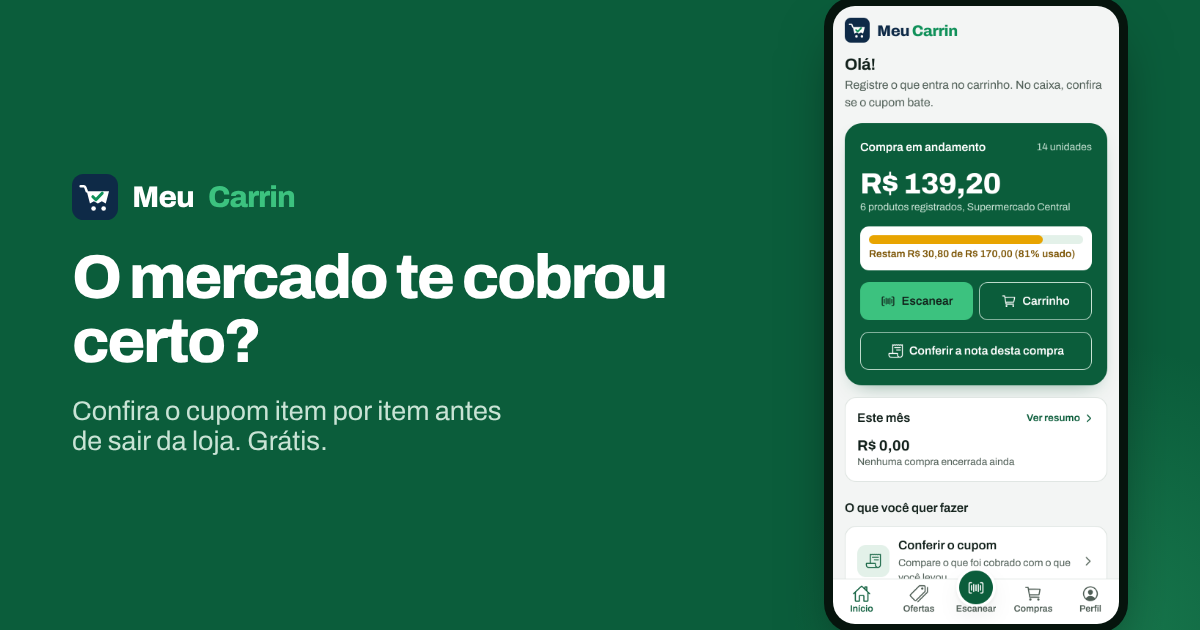 Meu Carrin
O mercado te cobrou
certo?
Confira o cupom item por item antes
de sair da loja. Grátis.
Meu Carrin
Olá!
Registre o que entra no carrinho. No caixa, confira
se o cupom bate.
Compra em andamento
14 unidades
R$ 139,20
6 produtos registrados, Supermercado Central
Restam R$ 30,80 de R$ 170,00 (81% usado)
Escanear
Carrinho
Conferir a nota desta compra
Este mês
Ver resumo
R$ 0,00
Nenhuma compra encerrada ainda
O que você quer fazer
Conferir o cupom
Compare o que foi cobrado com o que
você levou
Início
Ofertas
Escanear
Compras
Perfil